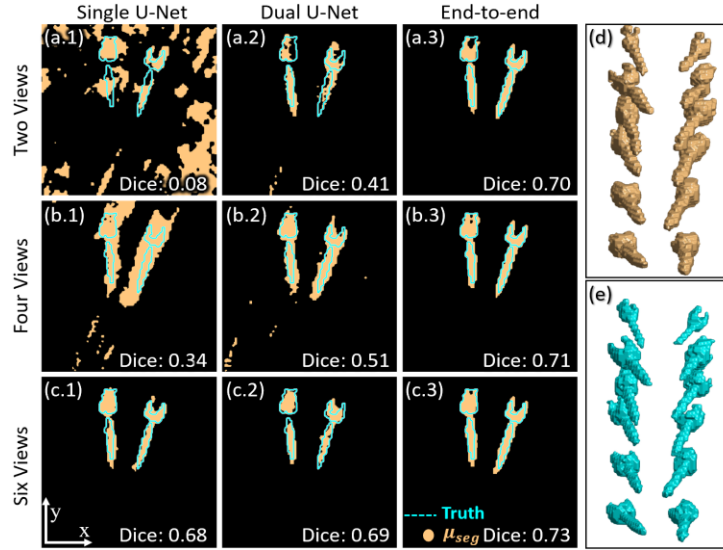 Single U-Net Dual U-Net End-to-end
Two Views
(a.1) (a.2) (a.3) (d)
Dice: 0.08 Dice: 0.41 Dice: 0.70
Four Views
(b.1) (b.2) (b.3) (e)
Dice: 0.34 Dice: 0.51 Dice: 0.71
Six Views
(c.1) (c.2) (c.3)
y
x
Truth
μseg
Dice: 0.68 Dice: 0.69 Dice: 0.73